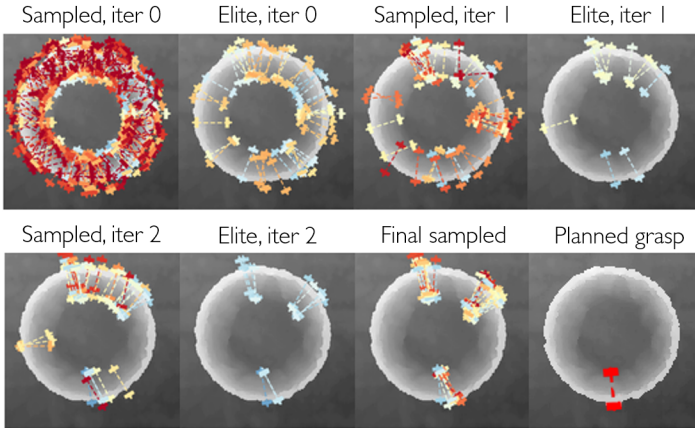 Sampled, iter 0
Elite, iter 0
Sampled, iter 1
Elite, iter 1
Sampled, iter 2
Elite, iter 2
Final sampled
Planned grasp